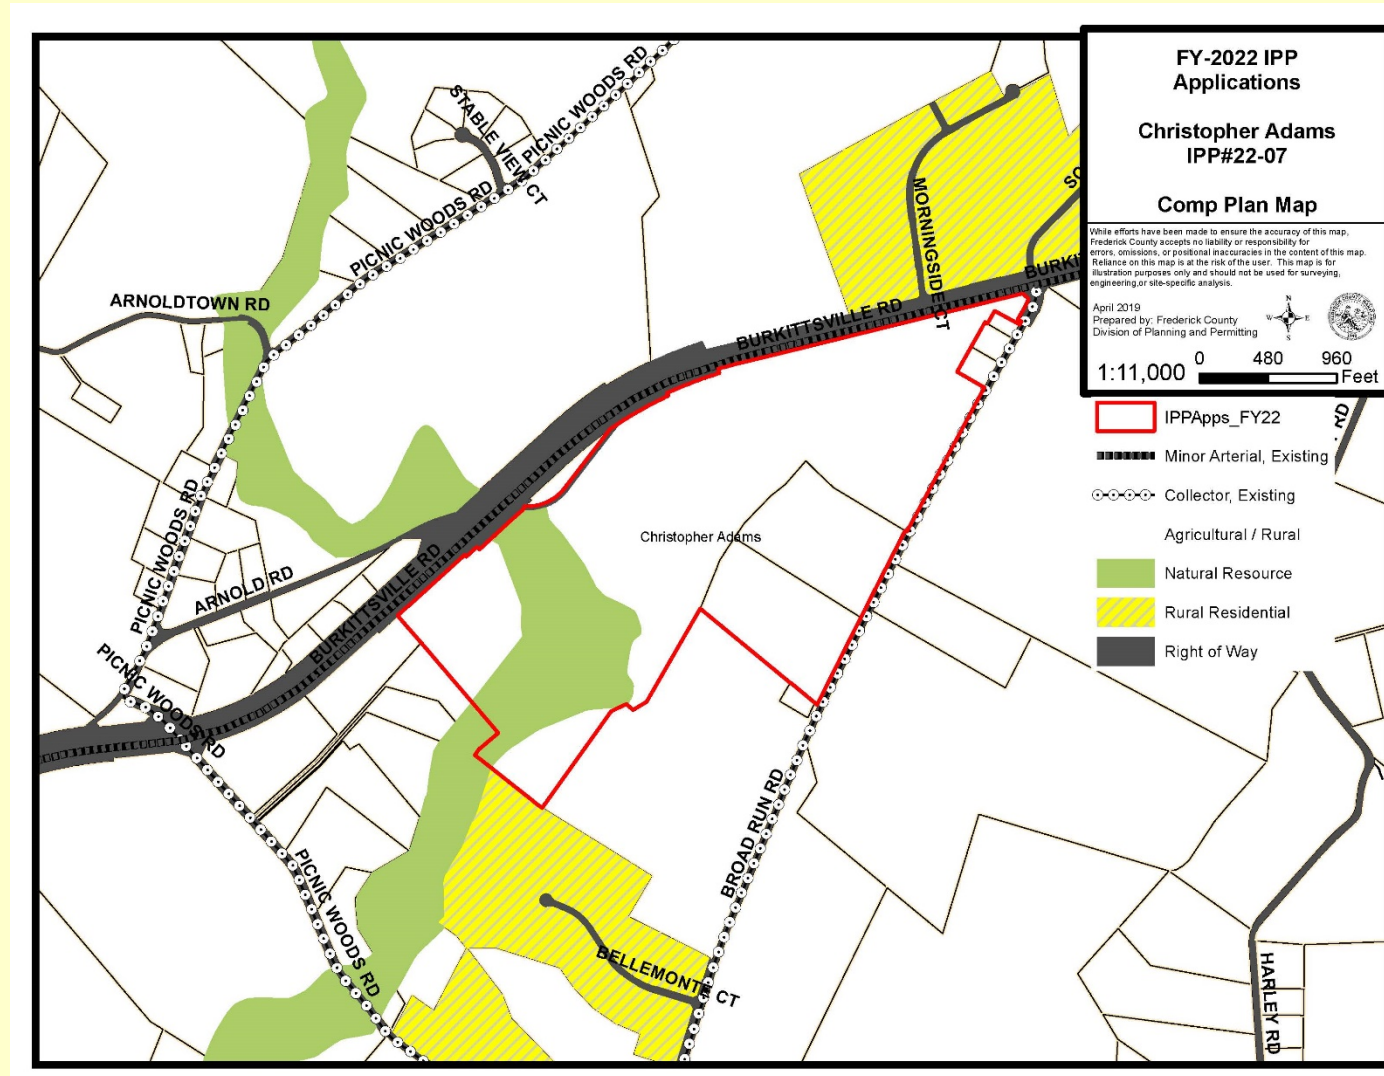 FY-2022 IPP
Applications
Christopher Adams
IPP#22-07
Comp Plan Map
While efforts have been made to ensure the accuracy of this map,
Frederick County accepts no liability or responsibility for
errors, omissions, or positional inaccuracies in the content of this map.
Reliance on this map is at the risk of the user. This map is for
illustration purposes only and should not be used for surveying,
engineering,or site-specific analysis.
April 2019
Prepared by: Frederick County
Division of Planning and Permitting
N
W E
S
1:11,000
0 480 960
Feet
IPPApps_FY22
Minor Arterial, Existing
Collector, Existing
Agricultural / Rural
Natural Resource
Rural Residential
Right of Way
PICNIC WOODS RD
STABLE VIEW CT
PICNIC WOODS RD
ARNOLDTOWN RD
MORNINGSIDE CT
SO
BURKI
BURKITTSVILLE RD
RD
PICNIC WOODS RD
Christopher Adams
ARNOLD RD
BURKITTSVILLE RD
PICNIC WOODS RD
BROAD RUN RD
PICNIC WOODS RD
BELLEMONTE CT
HARLEY RD